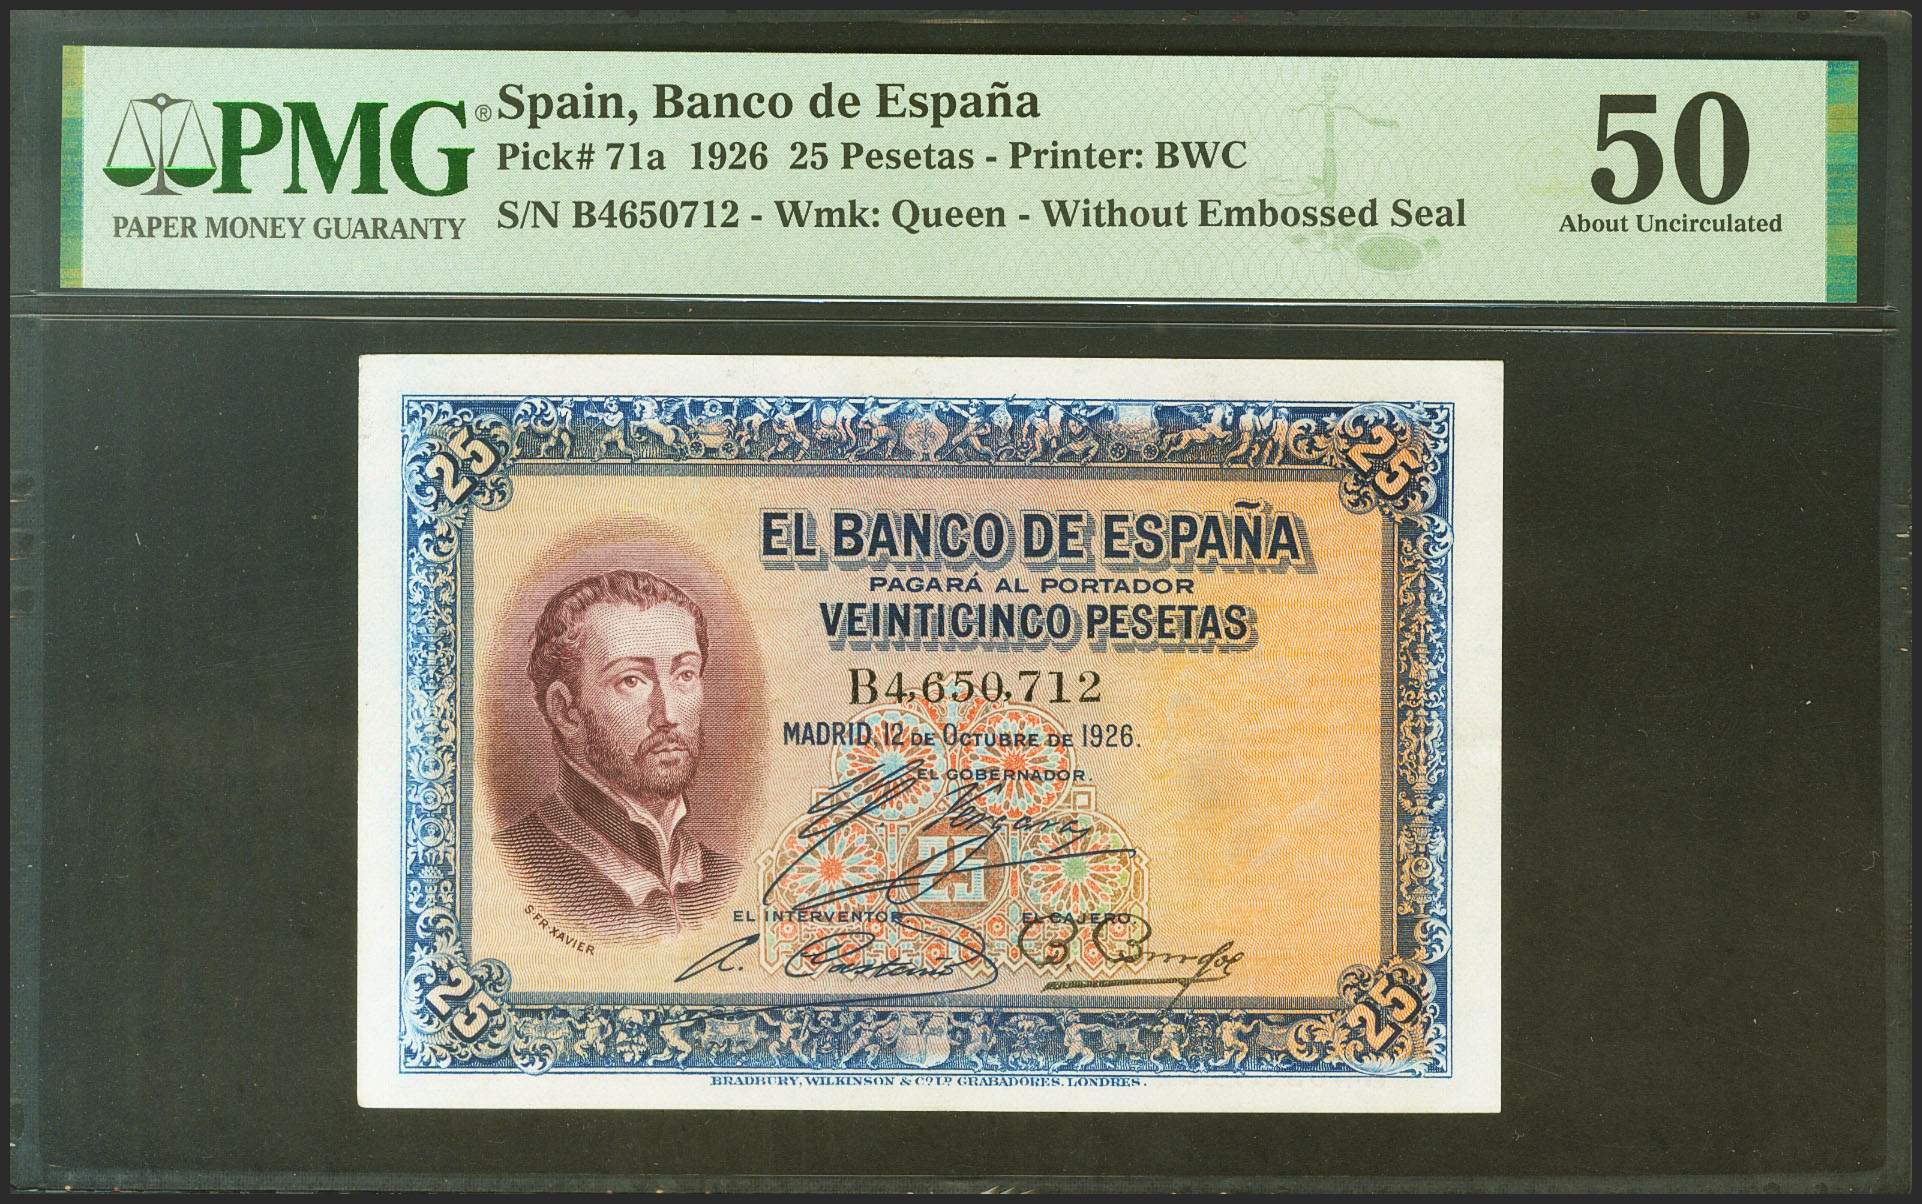 PMG®
PAPER MONEY GUARANTY
Spain, Banco de España
Pick# 71a 1926 25 Pesetas - Printer: BWC
S/N B4650712 - Wmk: Queen - Without Embossed Seal
50
About Uncirculated
25
25
EL BANCO DE ESPAÑA
PAGARÁ AL PORTADOR
VEINTICINCO PESETAS
B4,650,712
MADRID, 12 DE OCTUBRE DE 1926.
EL GOBERNADOR.
25
S. FR. XAVIER
EL INTERVENTOR.
EL CAJERO
25
25
BRADBURY, WILKINSON & Cº Lº GRABADORES. LONDRES.